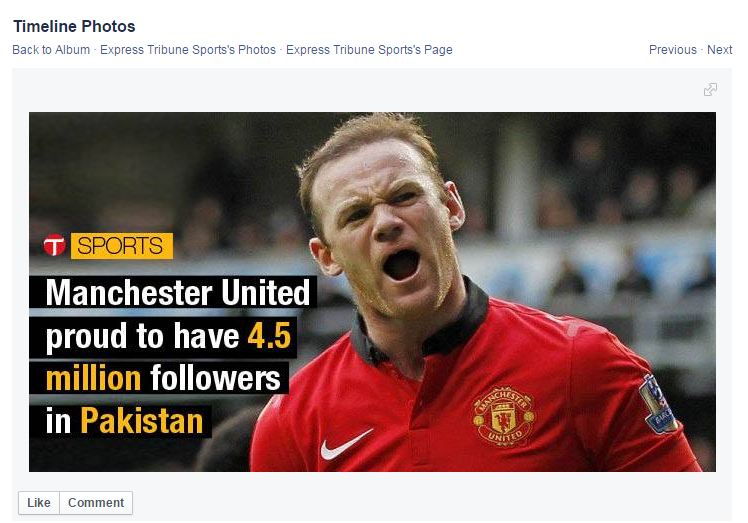 Timeline Photos
Back to Album · Express Tribune Sports's Photos · Express Tribune Sports's Page
Previous · Next
T SPORTS
Manchester United
proud to have 4.5
million followers
in Pakistan
MANCHESTER
UNITED
Like
Comment